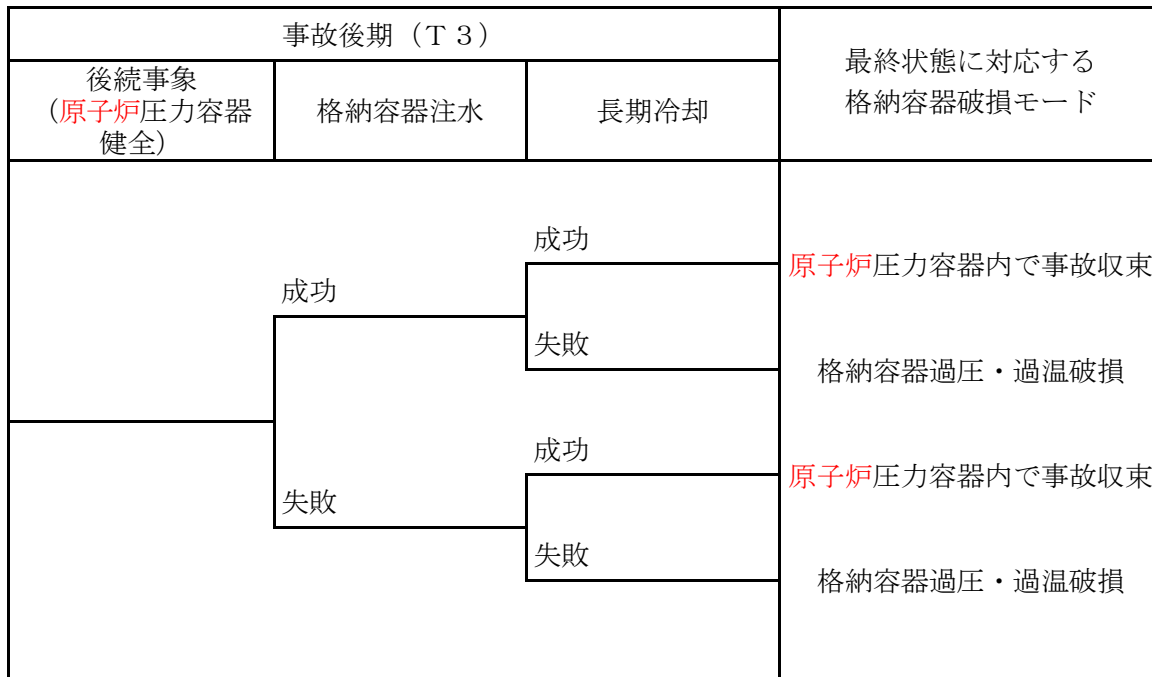 事故後期（Ｔ３）
最終状態に対応する
格納容器破損モード
後続事象
（原子炉圧力容器
健全）
格納容器注水
長期冷却
成功
原子炉圧力容器内で事故収束
成功
失敗
格納容器過圧・過温破損
成功
原子炉圧力容器内で事故収束
失敗
失敗
格納容器過圧・過温破損